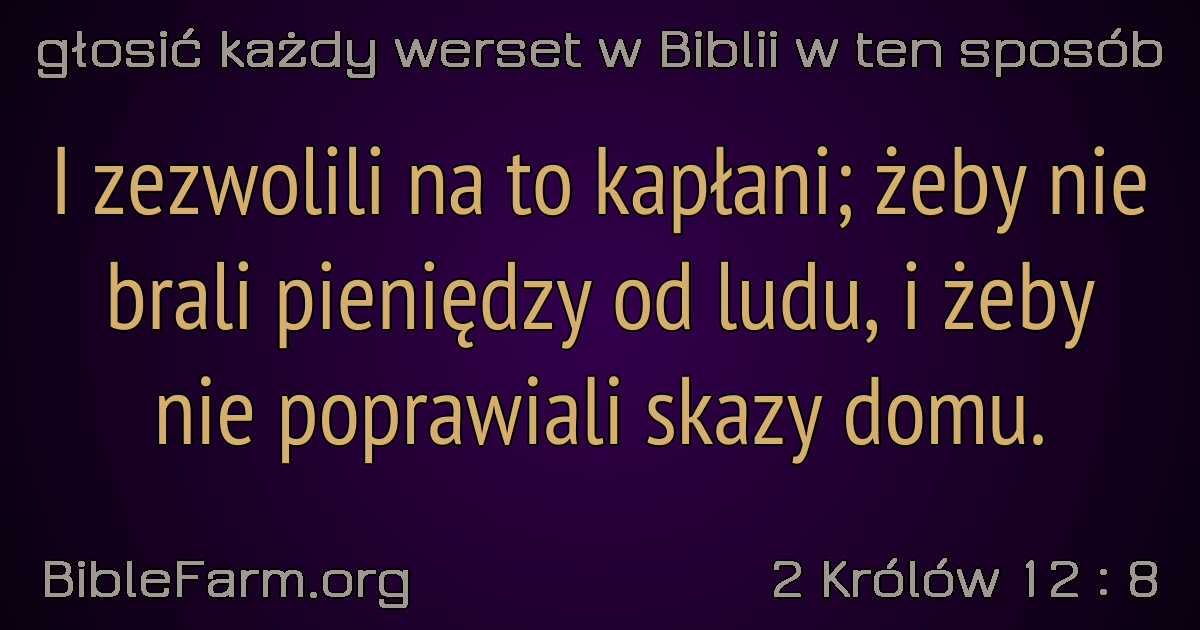 głosić każdy werset w Biblii w ten sposób
I zezwolili na to kapłani; żeby nie
brali pieniędzy od ludu, i żeby
nie poprawiali skazy domu.
BibleFarm.org
2 Królów 12 : 8